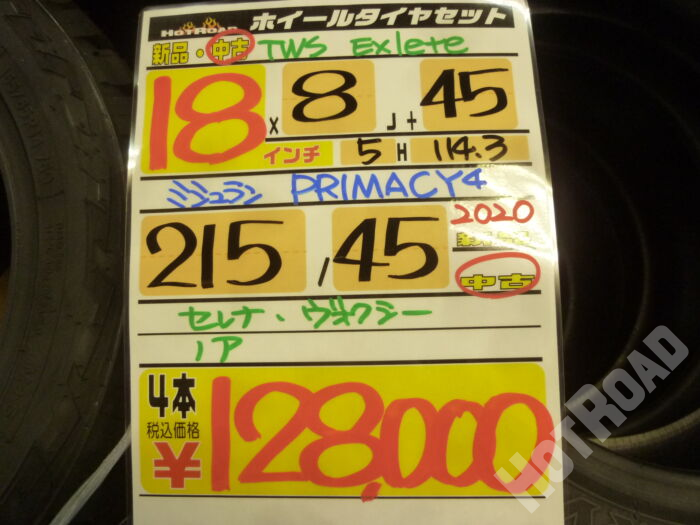 HOTROAD ホイールタイヤセット
新品・中古 TWS Exlete
18 x 8 J+ 45
インチ 5 H 114.3
ミシュラン PRIMACY4
215 / 45 2020
中古
セレナ・ヴォクシー
ノア
4本
税込価格
¥128,000
HOTROAD